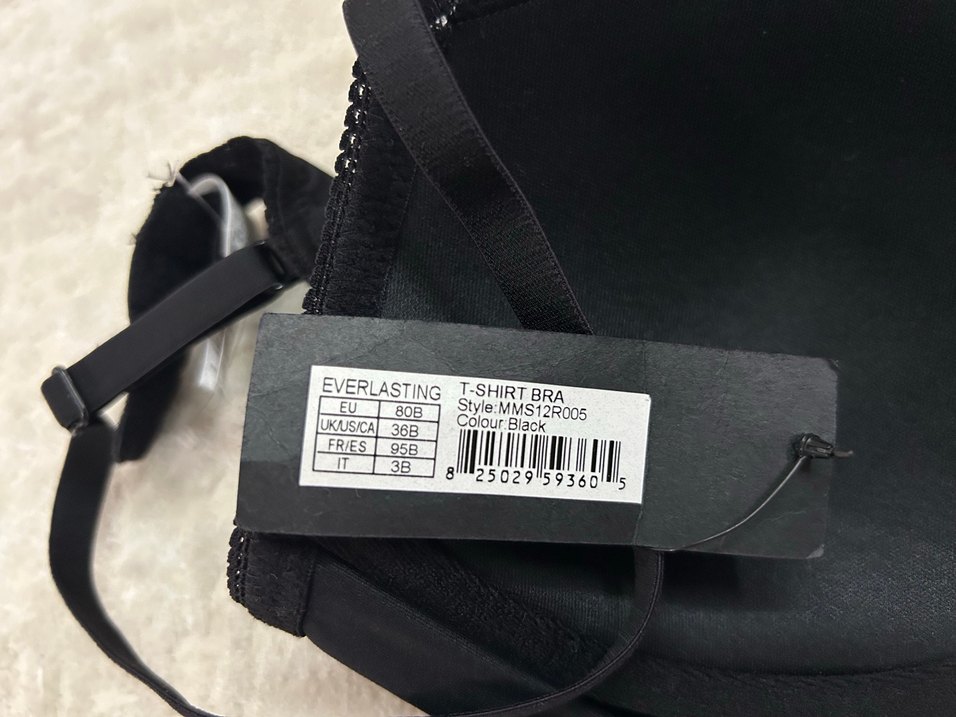 EVERLASTING
EU 80B
UK/US/CA 36B
FR/ES 95B
IT 3B
T-SHIRT BRA
Style:MMS12R005
Colour:Black
8 25029 59360 5